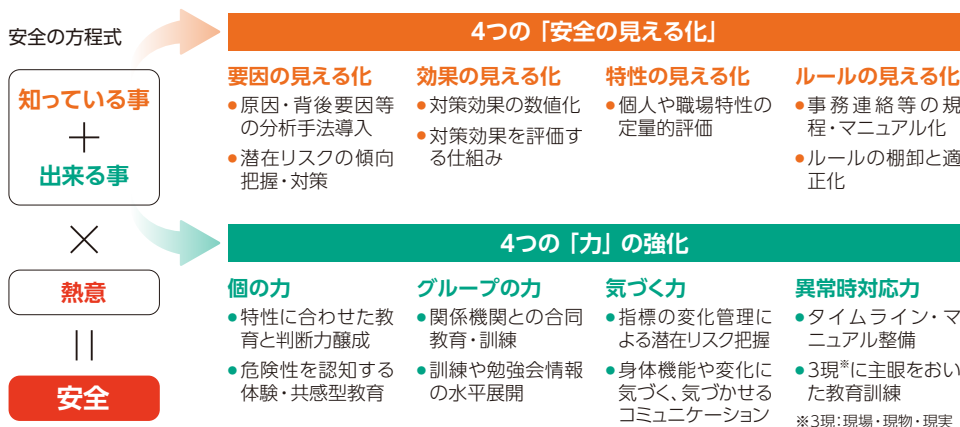 安全の方程式
知っている事
＋
出来る事
×
熱意
||
安全
4つの「安全の見える化」
要因の見える化
●原因・背後要因等
の分析手法導入
●潜在リスクの傾向
把握・対策
効果の見える化
●対策効果の数値化
●対策効果を評価す
る仕組み
特性の見える化
●個人や職場特性の
定量的評価
ルールの見える化
●事務連絡等の規
程・マニュアル化
●ルールの棚卸と適
正化
4つの「力」の強化
個の力
●特性に合わせた教
育と判断力醸成
●危険性を認知する
体験・共感型教育
グループの力
●関係機関との合同
教育・訓練
●訓練や勉強会情報
の水平展開
気づく力
●指標の変化管理に
よる潜在リスク把握
●身体機能や変化に
気づく、気づかせる
コミュニケーション
異常時対応力
●タイムライン・マ
ニュアル整備
●3現※に主眼をおい
た教育訓練
※3現：現場・現物・現実